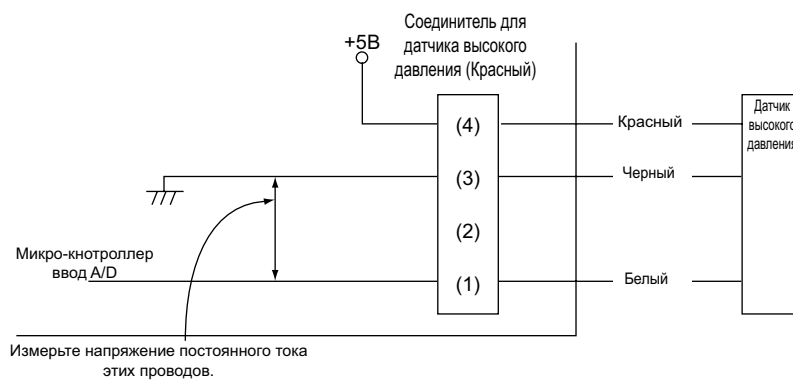 Соединитель для
датчика высокого
давления (Красный)
+5В
(4)
Красный
Датчик
высокого
давления
(3)
Черный
(2)
Микро-кнотроллер
ввод A/D
(1)
Белый
Измерьте напряжение постоянного тока
этих проводов.